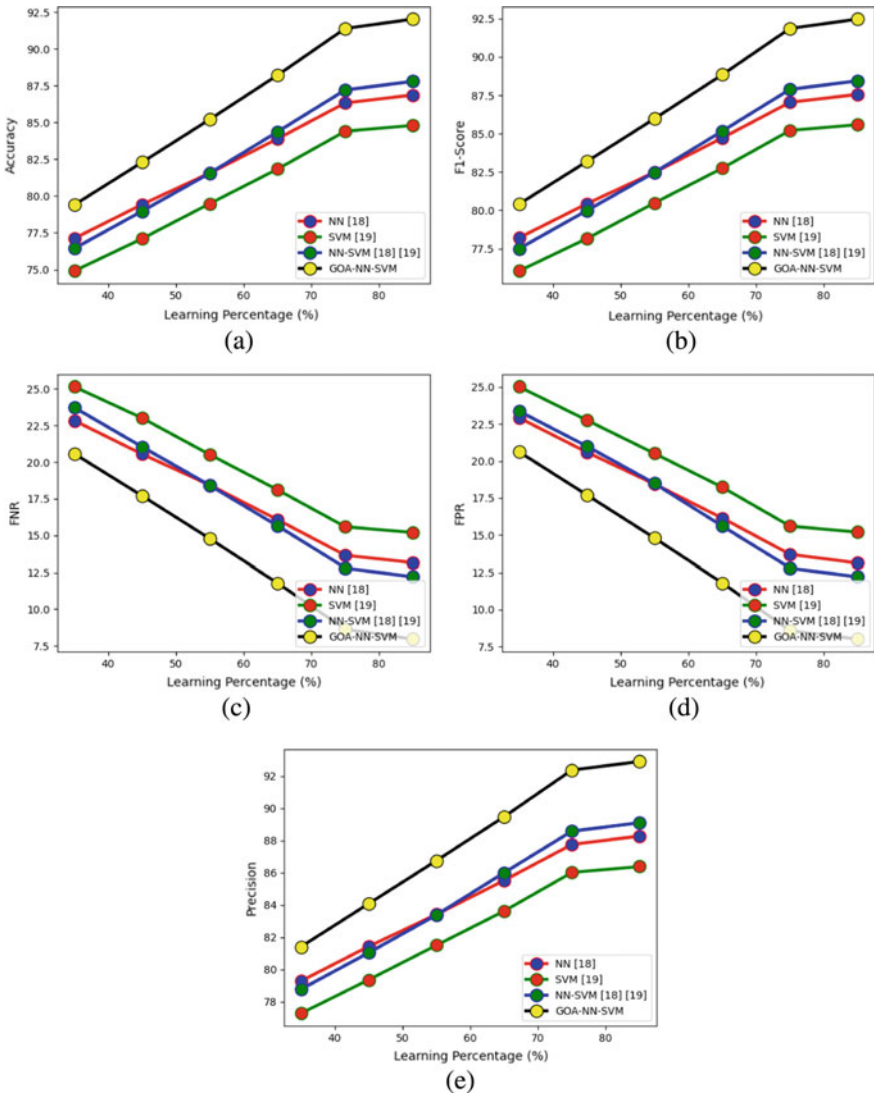 92.5
90.0
87.5
85.0
82.5
80.0
77.5
75.0
Accuracy
40 50 60 70 80
Learning Percentage (%)
NN [18]
SVM [19]
NN-SVM [18] [19]
GOA-NN-SVM
(a)
92.5
90.0
87.5
85.0
82.5
80.0
77.5
F1-Score
40 50 60 70 80
Learning Percentage (%)
NN [18]
SVM [19]
NN-SVM [18] [19]
GOA-NN-SVM
(b)
25.0
22.5
20.0
17.5
15.0
12.5
10.0
7.5
FNR
40 50 60 70 80
Learning Percentage (%)
NN [18]
SVM [19]
NN-SVM [18] [19]
GOA-NN-SVM
(c)
25.0
22.5
20.0
17.5
15.0
12.5
10.0
7.5
FPR
40 50 60 70 80
Learning Percentage (%)
NN [18]
SVM [19]
NN-SVM [18] [19]
GOA-NN-SVM
(d)
92
90
88
86
84
82
80
78
Precision
40 50 60 70 80
Learning Percentage (%)
NN [18]
SVM [19]
NN-SVM [18] [19]
GOA-NN-SVM
(e)